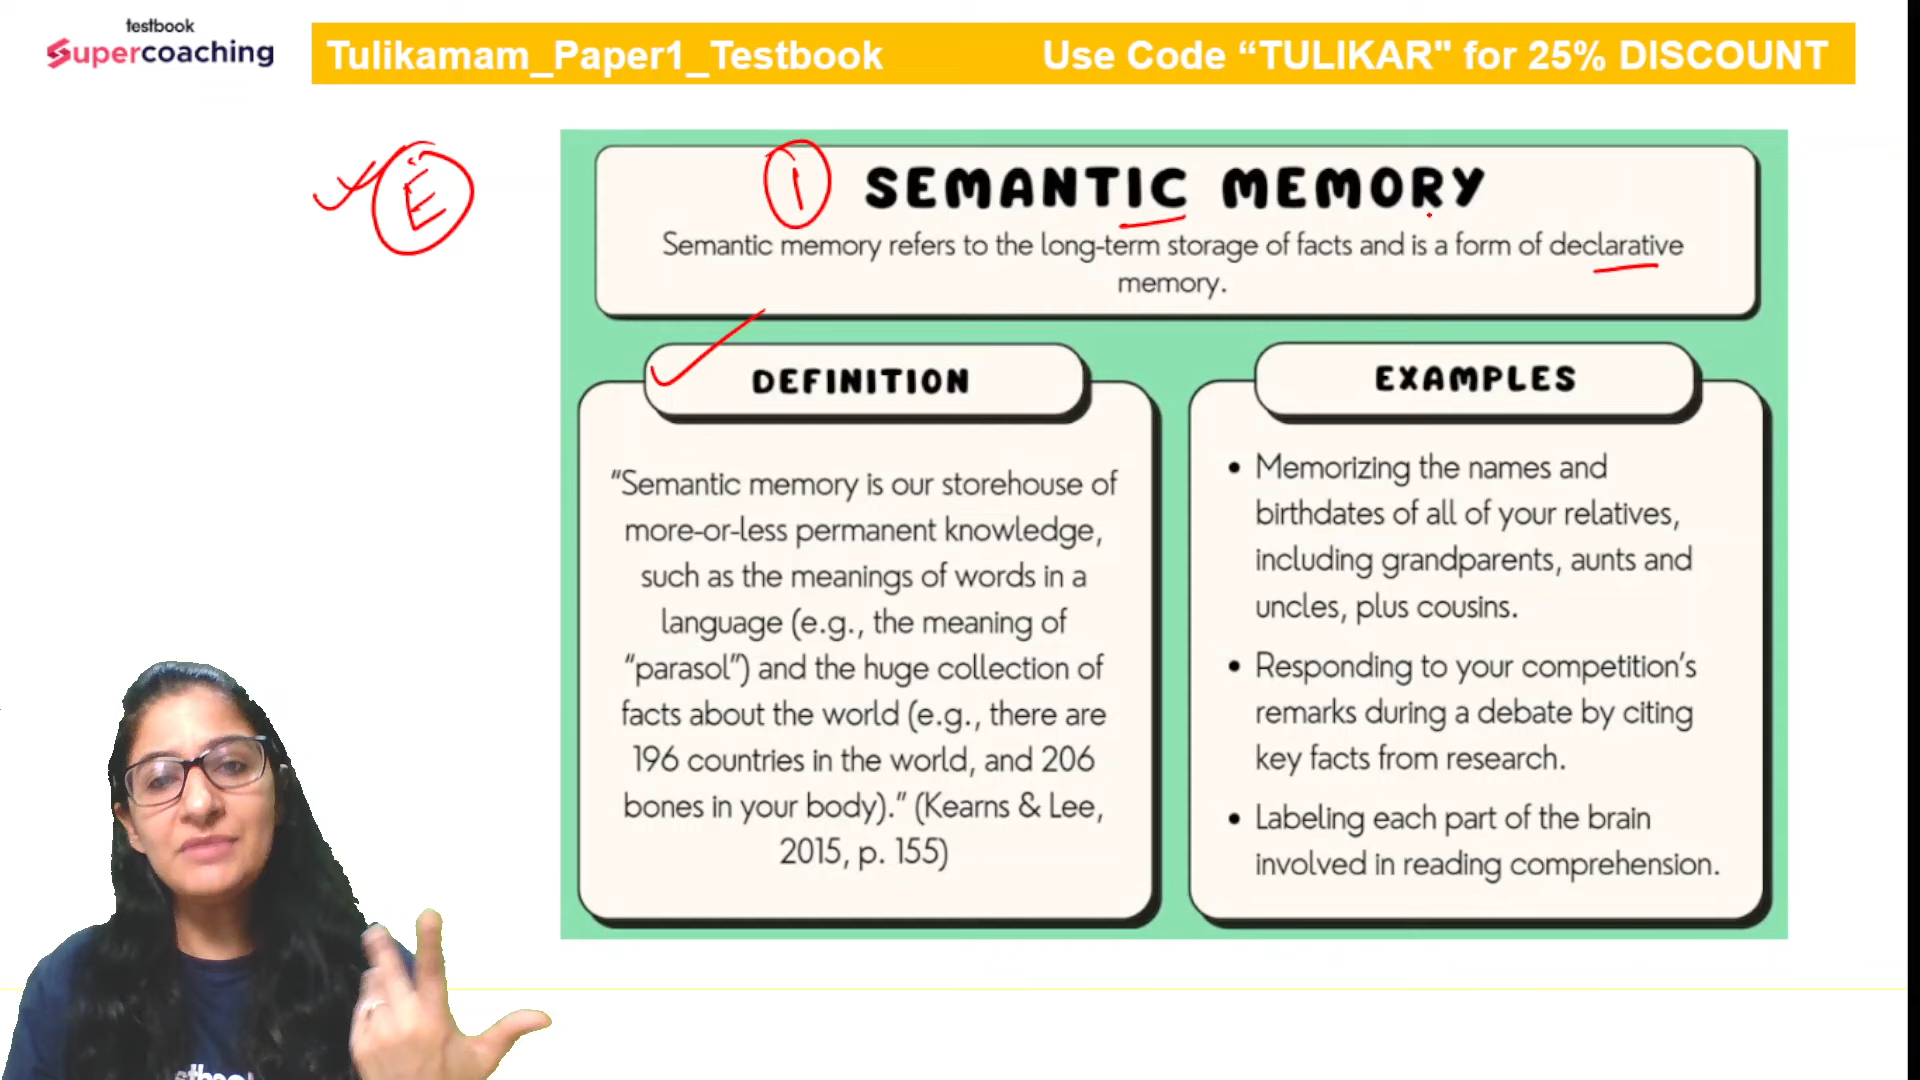 testbook
Supercoaching
Tulikamam_Paper1_Testbook
Use Code “TULIKAR" for 25% DISCOUNT
E
1
SEMANTIC MEMORY
Semantic memory refers to the long-term storage of facts and is a form of declarative
memory.
DEFINITION
"Semantic memory is our storehouse of
more-or-less permanent knowledge,
such as the meanings of words in a
language (e.g., the meaning of
"parasol") and the huge collection of
facts about the world (e.g., there are
196 countries in the world, and 206
bones in your body)." (Kearns & Lee,
2015, p. 155)
EXAMPLES
• Memorizing the names and
birthdates of all of your relatives,
including grandparents, aunts and
uncles, plus cousins.
• Responding to your competition's
remarks during a debate by citing
key facts from research.
• Labeling each part of the brain
involved in reading comprehension.